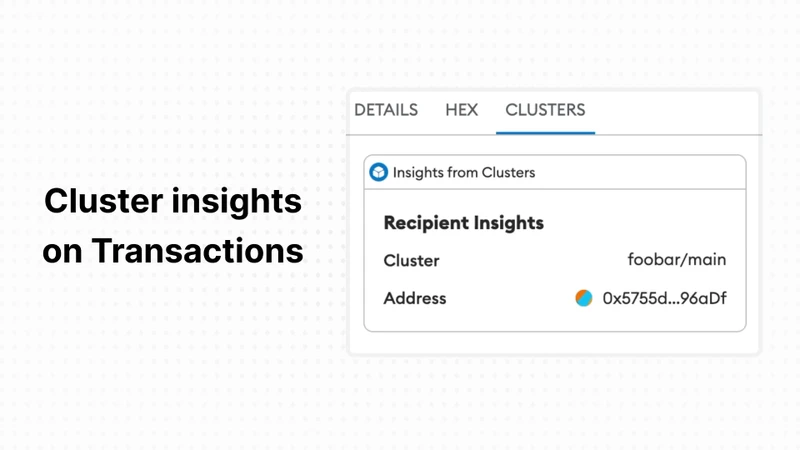 Cluster insights
on Transactions
DETAILS HEX CLUSTERS
Insights from Clusters
Recipient Insights
Cluster foobar/main
Address 0x5755d...96aDf